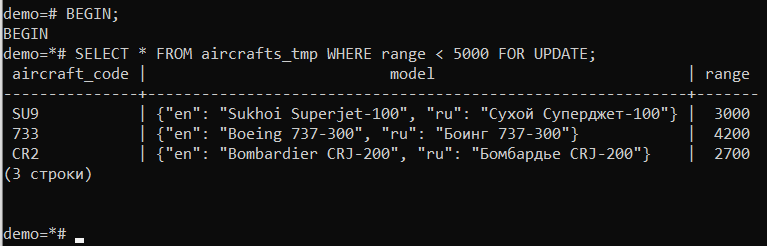 demo=# BEGIN;
BEGIN
demo=*# SELECT * FROM aircrafts_tmp WHERE range < 5000 FOR UPDATE;
 aircraft_code |                            model                            | range
---------------+-------------------------------------------------------------+-------
 SU9           | {"en": "Sukhoi Superjet-100", "ru": "Сухой Суперджет-100"} |  3000
 733           | {"en": "Boeing 737-300", "ru": "Боинг 737-300"}            |  4200
 CR2           | {"en": "Bombardier CRJ-200", "ru": "Бомбардье CRJ-200"}    |  2700
(3 строки)
demo=*#